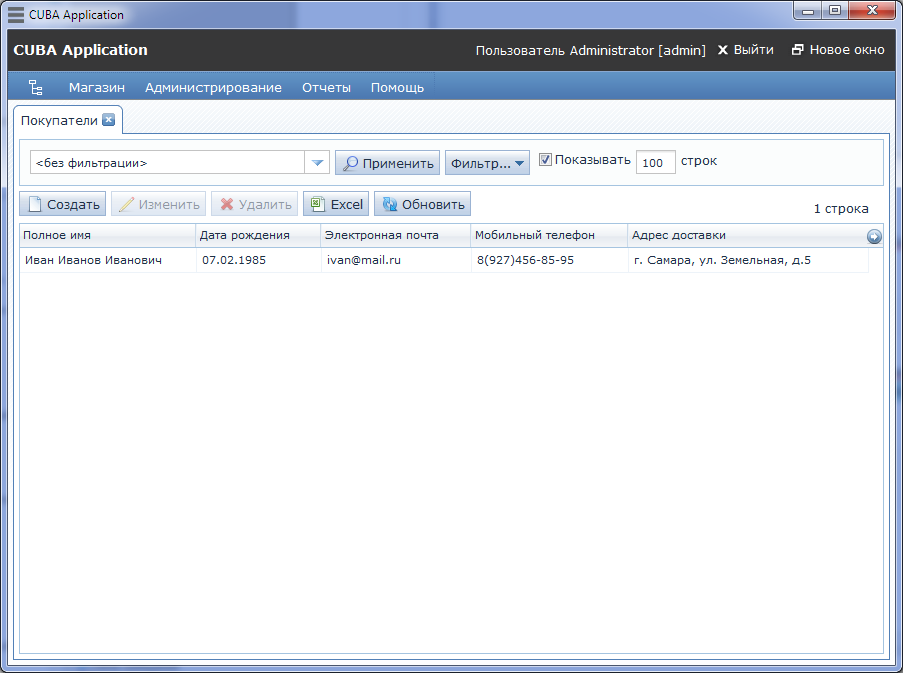 CUBA Application
CUBA Application Пользователь Administrator [admin] Выйти Новое окно
Магазин Администрирование Отчеты Помощь
Покупатели
<без фильтрации> Применить Фильтр... Показывать 100 строк
Создать Изменить Удалить Excel Обновить 1 строка
Полное имя Дата рождения Электронная почта Мобильный телефон Адрес доставки
Иван Иванов Иванович 07.02.1985 ivan@mail.ru 8(927)456-85-95 г. Самара, ул. Земельная, д.5